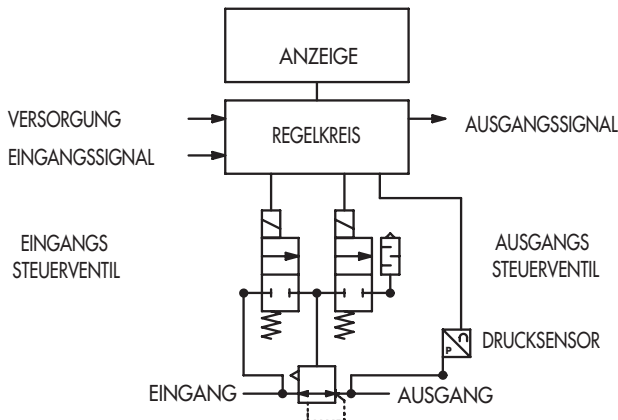 ANZEIGE
VERSORGUNG
REGELKREIS
AUSGANGSSIGNAL
EINGANGSSIGNAL
EINGANGS
STEUERVENTIL
AUSGANGS
STEUERVENTIL
P
DRUCKSENSOR
EINGANG
AUSGANG